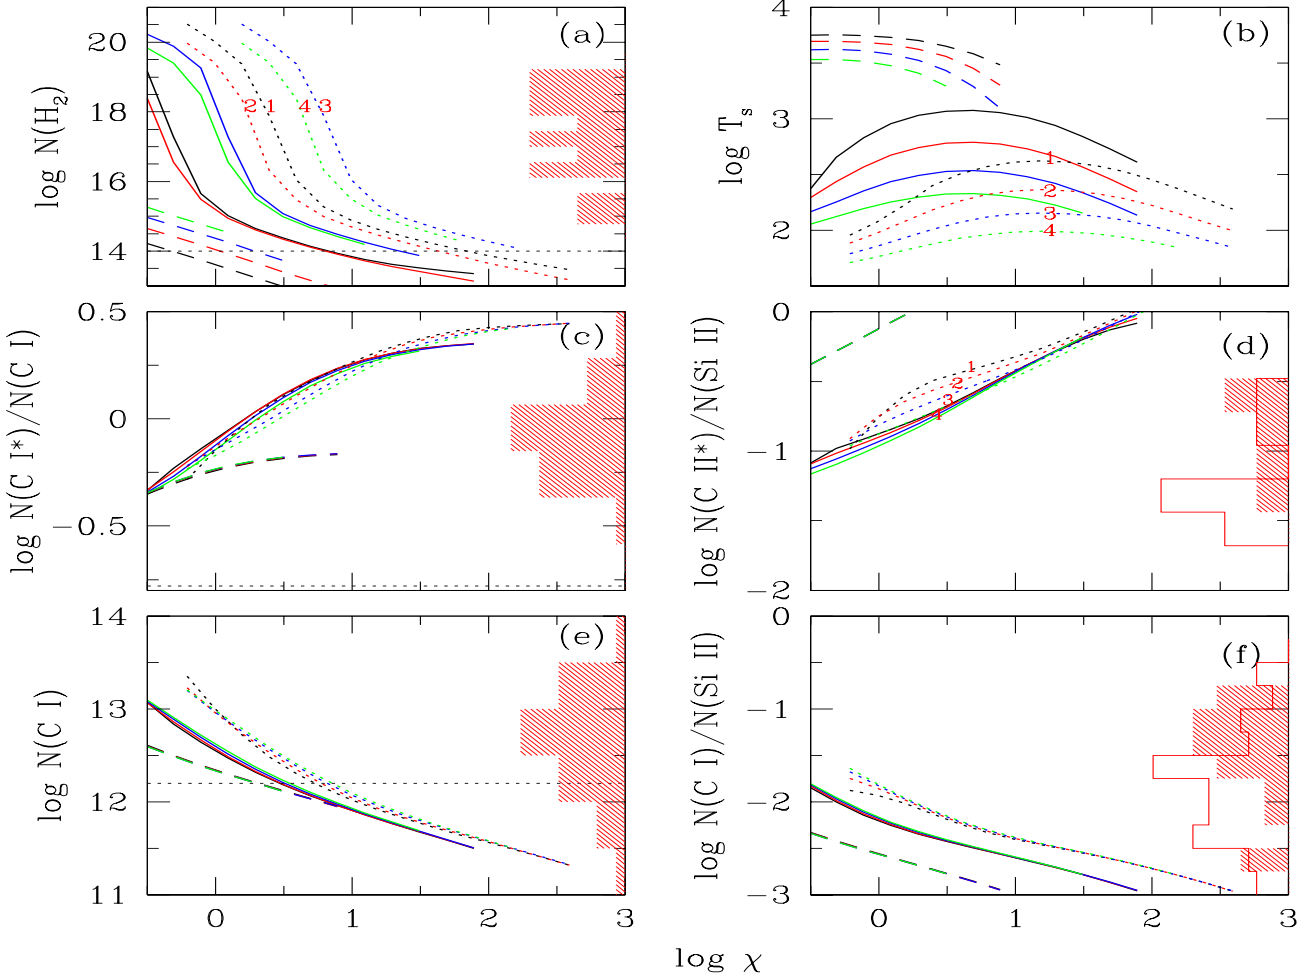 (a)
log N(H2)
20
18
16
14
2 1 4 3
(b)
log Ts
4
3
2
1
2
3
4
(c)
log N(C I*)/N(C I)
0.5
0
−0.5
(d)
log N(C II*)/N(Si II)
0
−1
−2
1
2
3
4
(e)
log N(C I)
14
13
12
11
0 1 2 3
(f)
log N(C I)/N(Si II)
0
−1
−2
−3
0 1 2 3
log χ